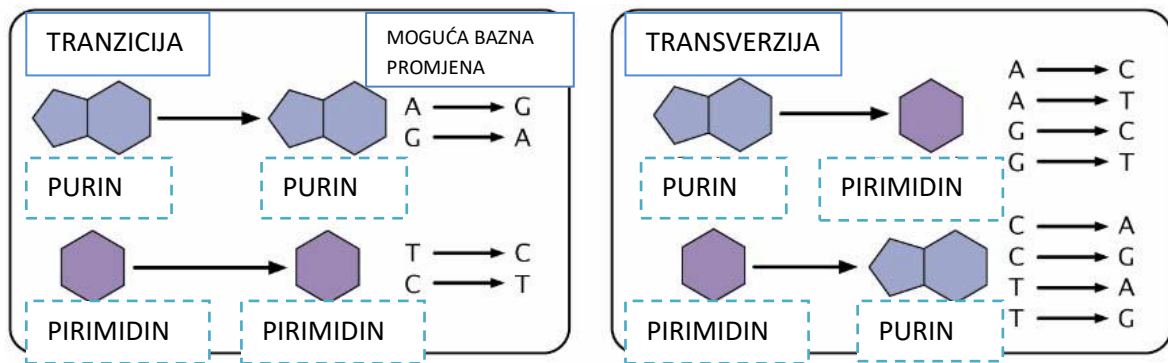 TRANZICIJA
MOGUĆA BAZNA
PROMJENA
A → G
G → A
PURIN
PURIN
T → C
C → T
PIRIMIDIN
PIRIMIDIN
TRANSVERZIJA
A → C
A → T
G → C
G → T
PURIN
PIRIMIDIN
C → A
C → G
T → A
T → G
PIRIMIDIN
PURIN